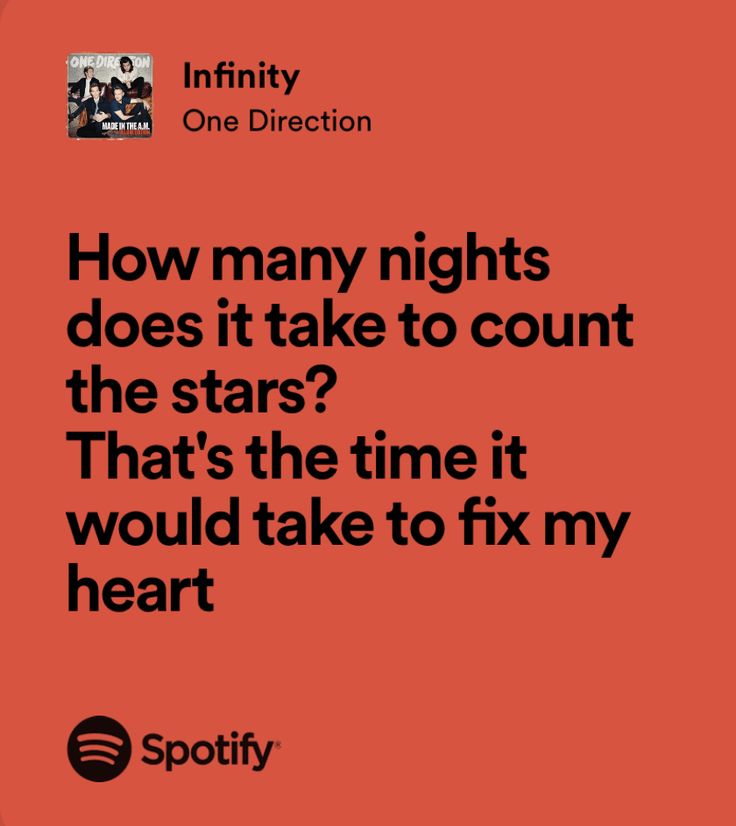 ONE DIRECTION
MADE IN THE A.M.
Infinity
One Direction
How many nights
does it take to count
the stars?
That's the time it
would take to fix my
heart
Spotify®